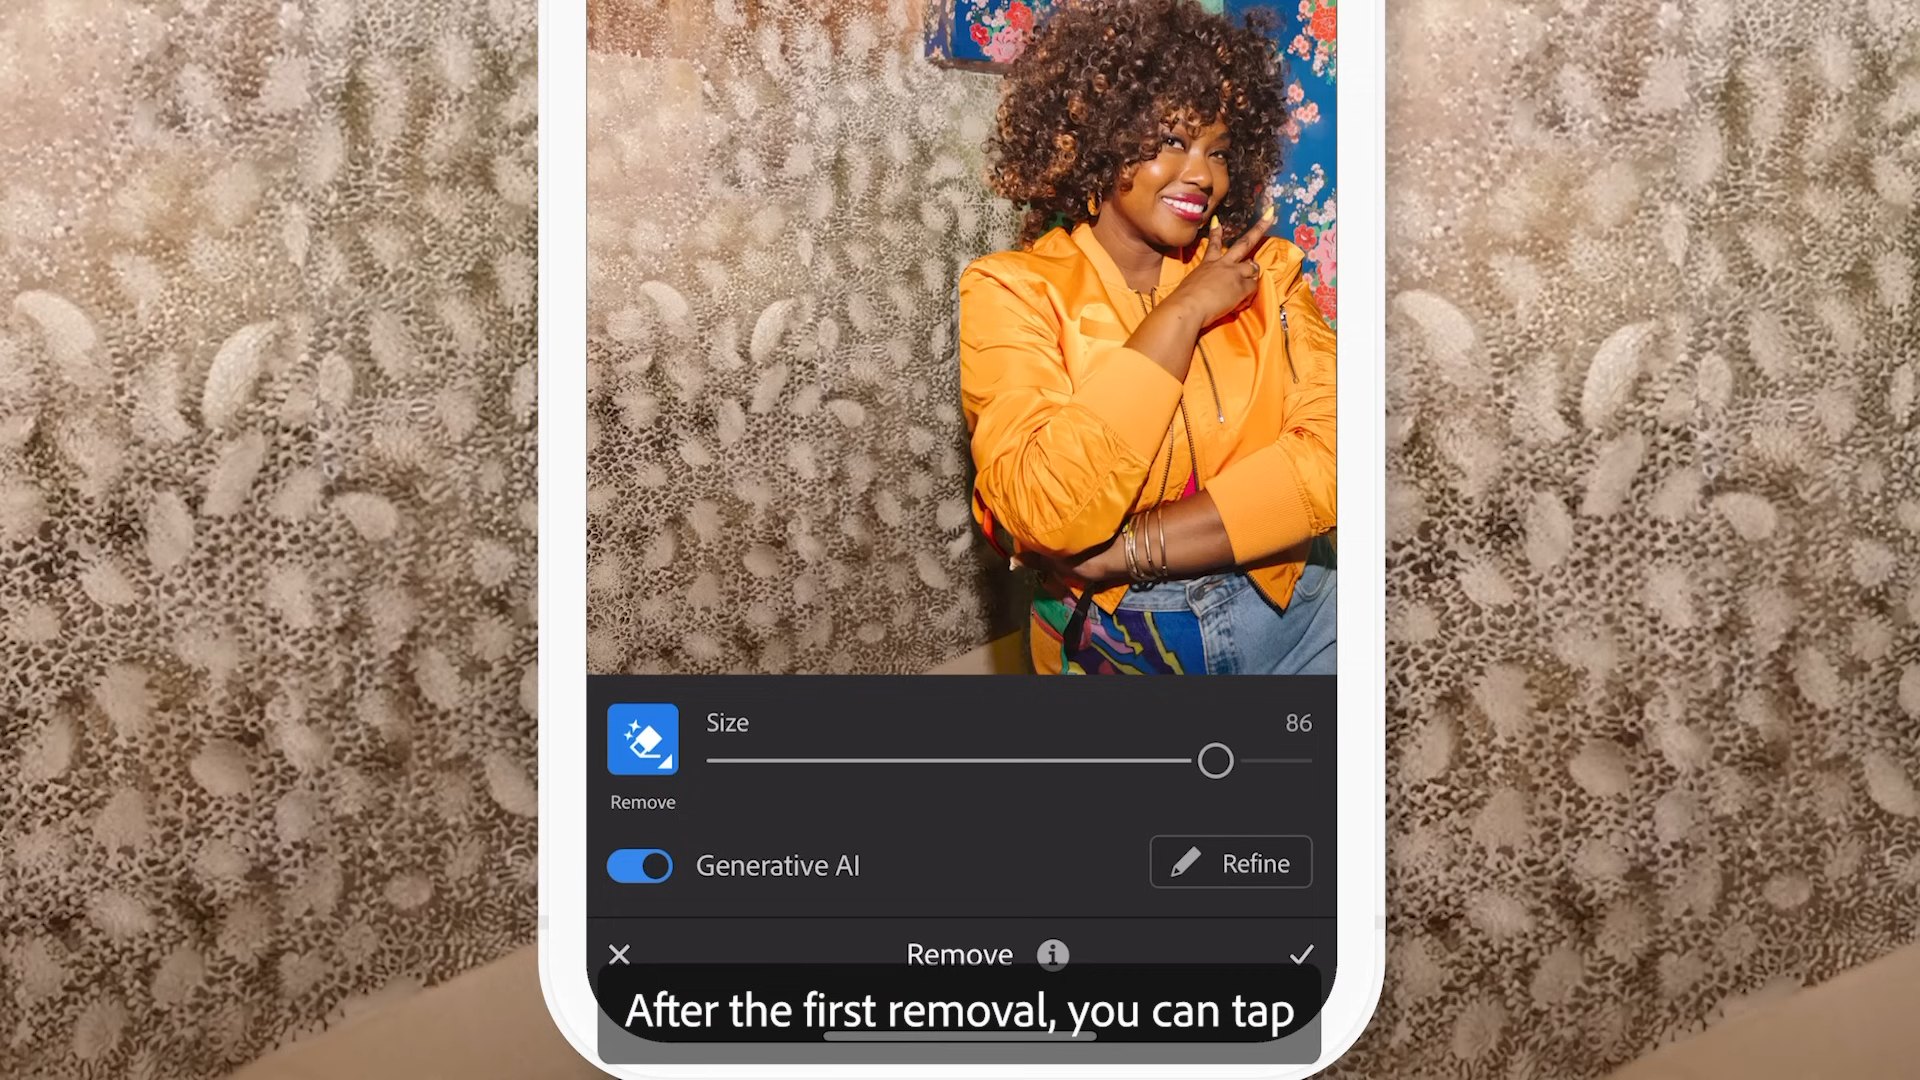 Size
86
Remove
Generative AI
Refine
Remove
After the first removal, you can tap